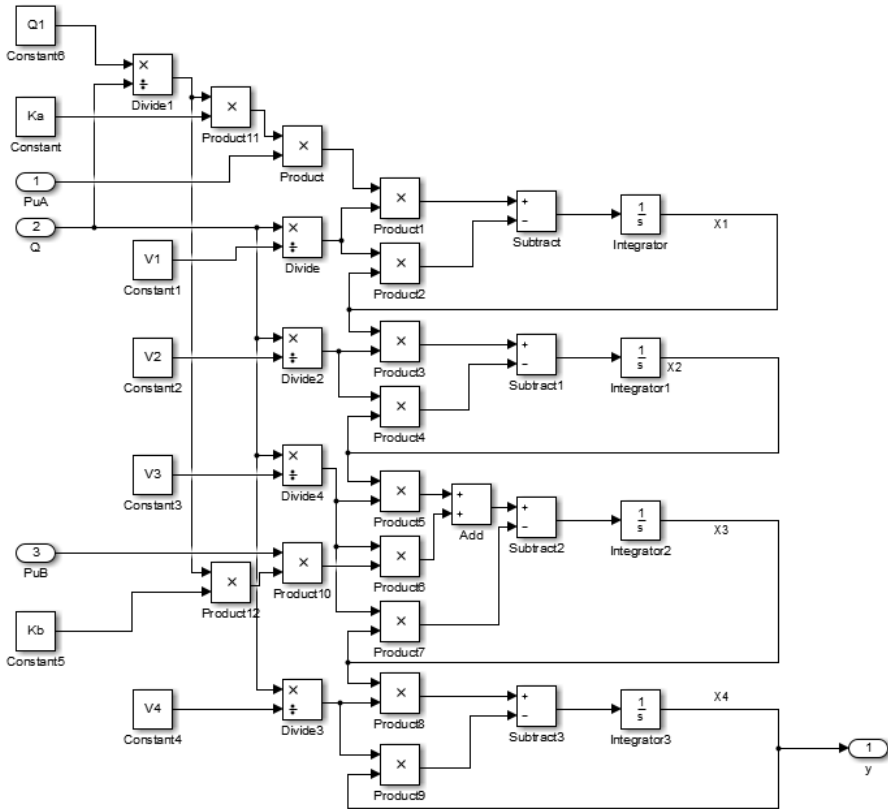 Q1
Constant6
×
÷
Divide1
Ka
Constant
×
Product11
×
Product
1
PuA
2
Q
×
÷
Divide
V1
Constant1
×
Product1
×
Product2
+
−
Subtract
1
s
Integrator
X1
V2
Constant2
×
÷
Divide2
×
Product3
×
Product4
+
−
Subtract1
1
s
Integrator1
X2
V3
Constant3
×
÷
Divide4
×
Product5
+
+
Add
+
−
Subtract2
1
s
Integrator2
X3
3
PuB
×
Product12
×
Product10
×
Product6
Kb
Constant5
×
Product7
V4
Constant4
×
÷
Divide3
×
Product8
×
Product9
+
−
Subtract3
1
s
Integrator3
X4
1
y